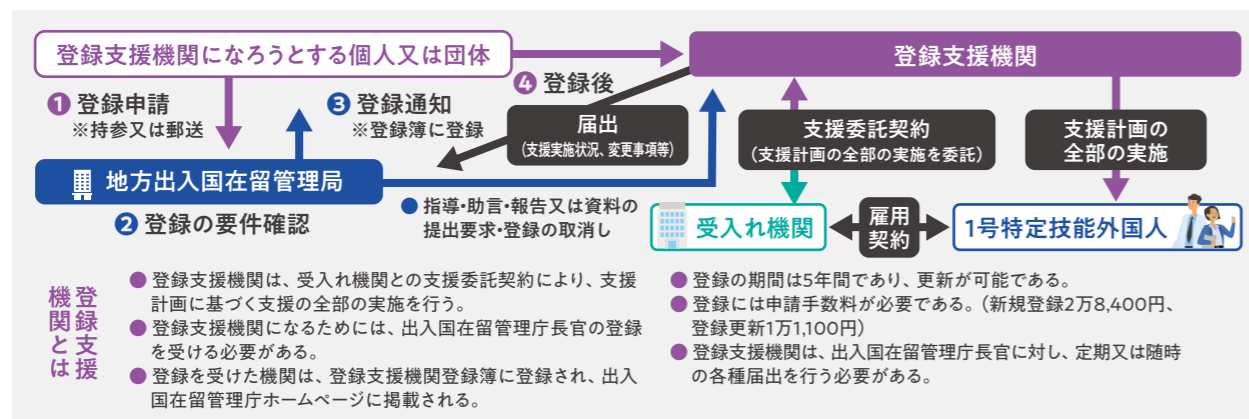 登録支援機関になろうとする個人又は団体
登録支援機関
❶ 登録申請
※持参又は郵送
❸ 登録通知
※登録簿に登録
❹ 登録後
届出
(支援実施状況、変更事項等)
支援委託契約
(支援計画の全部の実施を委託)
支援計画の
全部の実施
地方出入国在留管理局
❷ 登録の要件確認
● 指導・助言・報告又は資料の
提出要求・登録の取消し
受入れ機関
雇用
契約
1号特定技能外国人
登録支援
機関とは
● 登録支援機関は、受入れ機関との支援委託契約により、支援
計画に基づく支援の全部の実施を行う。
● 登録支援機関になるためには、出入国在留管理庁長官の登録
を受ける必要がある。
● 登録を受けた機関は、登録支援機関登録簿に登録され、出入
国在留管理庁ホームページに掲載される。
● 登録の期間は5年間であり、更新が可能である。
● 登録には申請手数料が必要である。(新規登録2万8,400円、
登録更新1万1,100円)
● 登録支援機関は、出入国在留管理庁長官に対し、定期又は随時
の各種届出を行う必要がある。